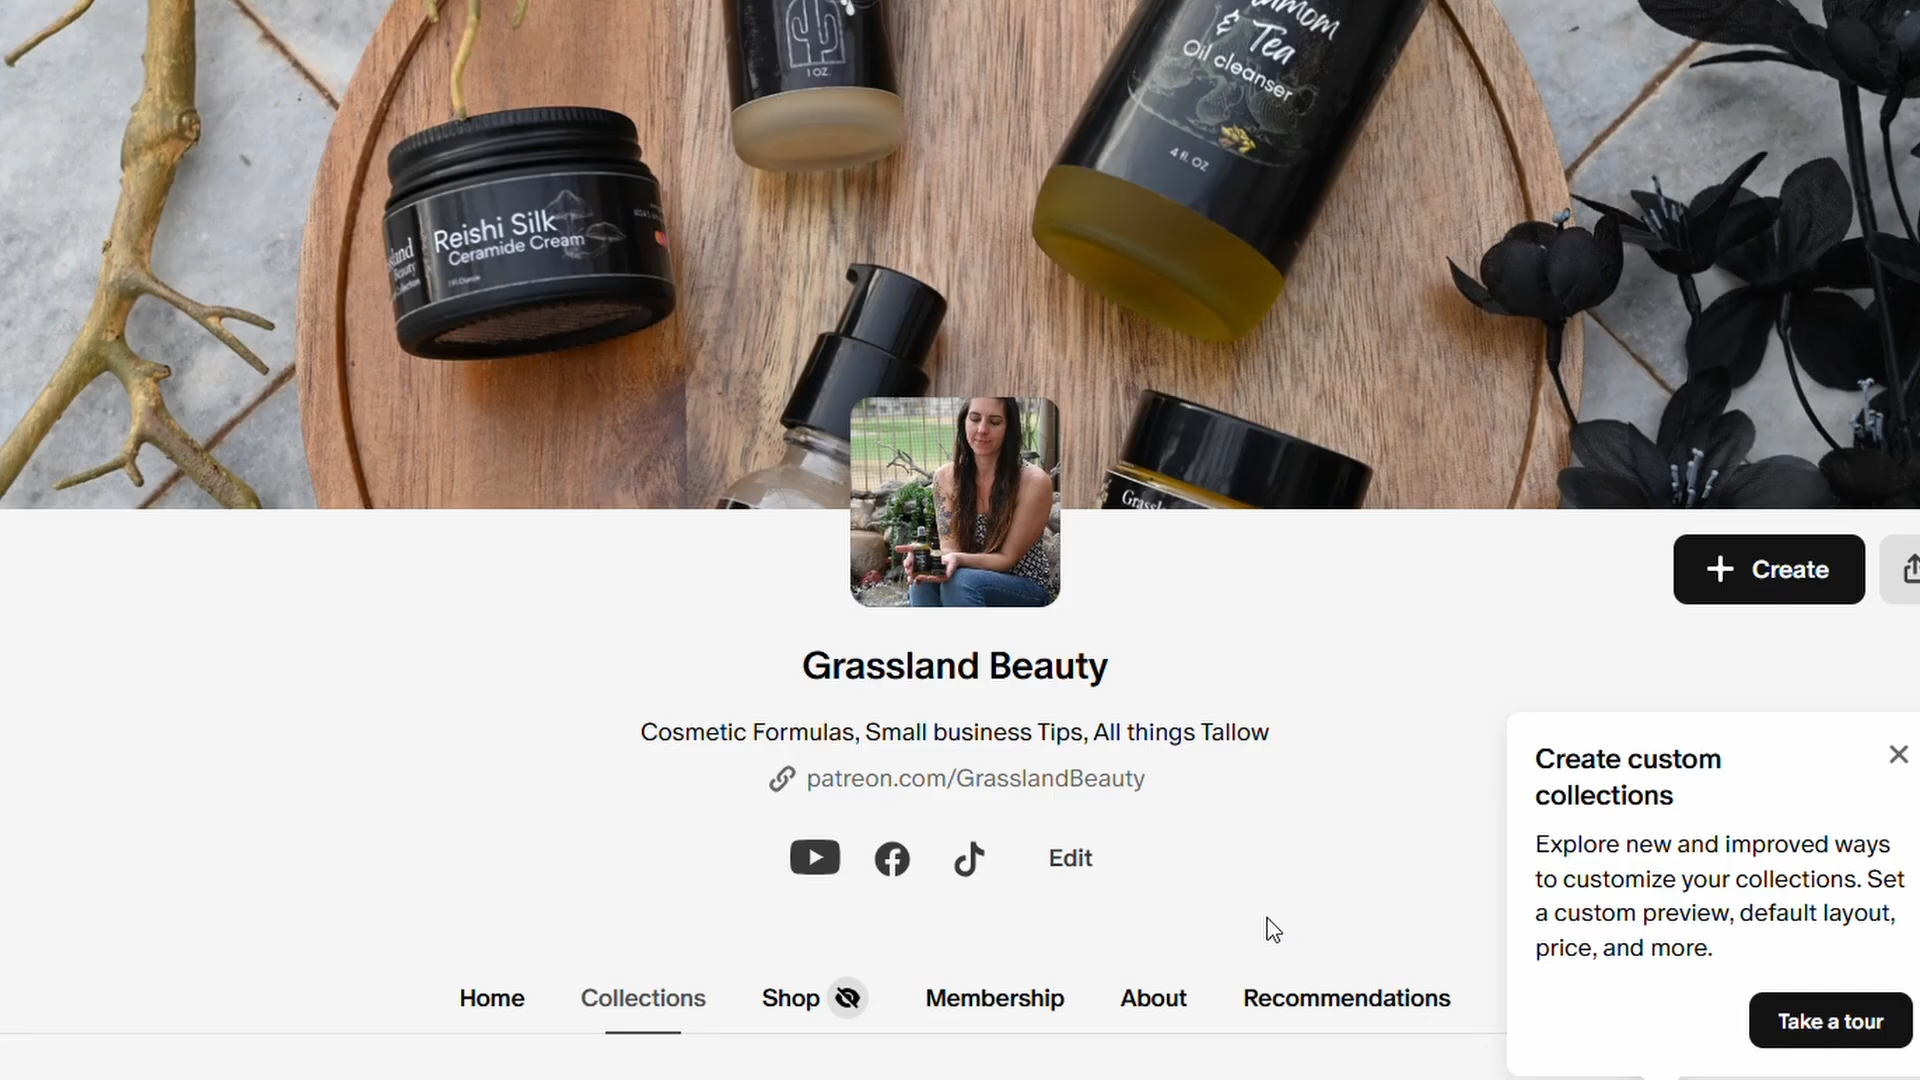 & Tea
Oil cleanser
1 OZ.
4 fl. OZ
Reishi Silk
Ceramide Cream
Beauty
Grassland Beauty
Cosmetic Formulas, Small business Tips, All things Tallow
patreon.com/GrasslandBeauty
Edit
Create
Home Collections Shop Membership About Recommendations
Create custom
collections
Explore new and improved ways
to customize your collections. Set
a custom preview, default layout,
price, and more.
Take a tour